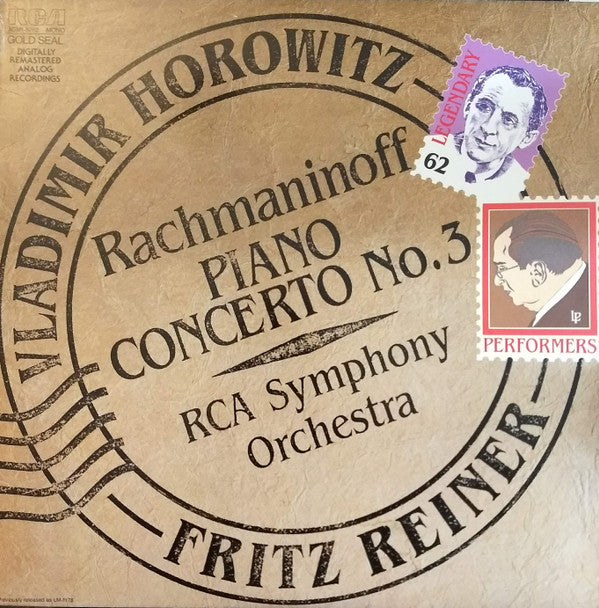 RCA
MONO
GOLD SEAL
DIGITALLY
REMASTERED
ANALOG
RECORDINGS
VLADIMIR HOROWITZ
LEGENDARY
62
Rachmaninoff
PIANO
CONCERTO No. 3
RCA Symphony
Orchestra
LP
PERFORMERS
FRITZ REINER
Previously released as LM-1178